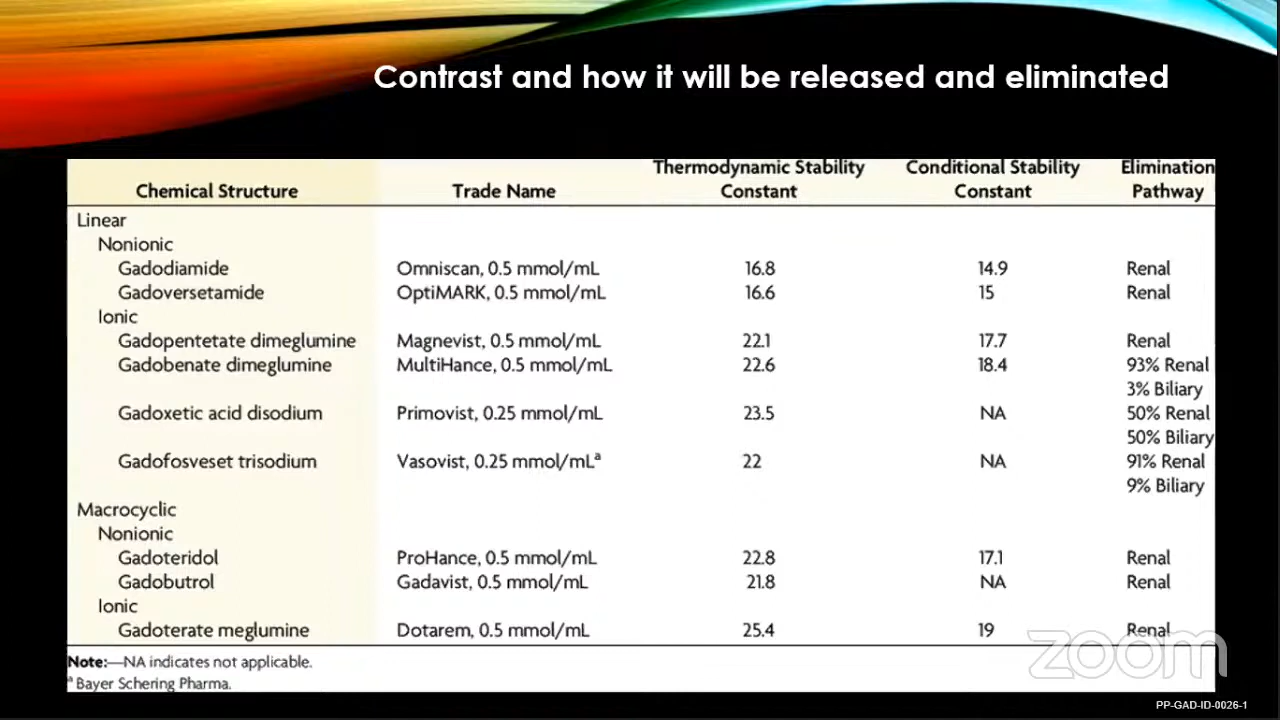 Contrast and how it will be released and eliminated
Thermodynamic Stability Conditional Stability Elimination
Chemical Structure Trade Name Constant Constant Pathway
Linear
Nonionic
Gadodiamide Omniscan, 0.5 mmol/mL 16.8 14.9 Renal
Gadoversetamide OptiMARK, 0.5 mmol/mL 16.6 15 Renal
Ionic
Gadopentetate dimeglumine Magnevist, 0.5 mmol/mL 22.1 17.7 Renal
Gadobenate dimeglumine MultiHance, 0.5 mmol/mL 22.6 18.4 93% Renal
3% Biliary
Gadoxetic acid disodium Primovist, 0.25 mmol/mL 23.5 NA 50% Renal
50% Biliary
Gadofosveset trisodium Vasovist, 0.25 mmol/mLa 22 NA 91% Renal
9% Biliary
Macrocyclic
Nonionic
Gadoteridol ProHance, 0.5 mmol/mL 22.8 17.1 Renal
Gadobutrol Gadavist, 0.5 mmol/mL 21.8 NA Renal
Ionic
Gadoterate meglumine Dotarem, 0.5 mmol/mL 25.4 19 Renal
Note:—NA indicates not applicable.
a Bayer Schering Pharma.
zoom
PP-GAD-ID-0026-1